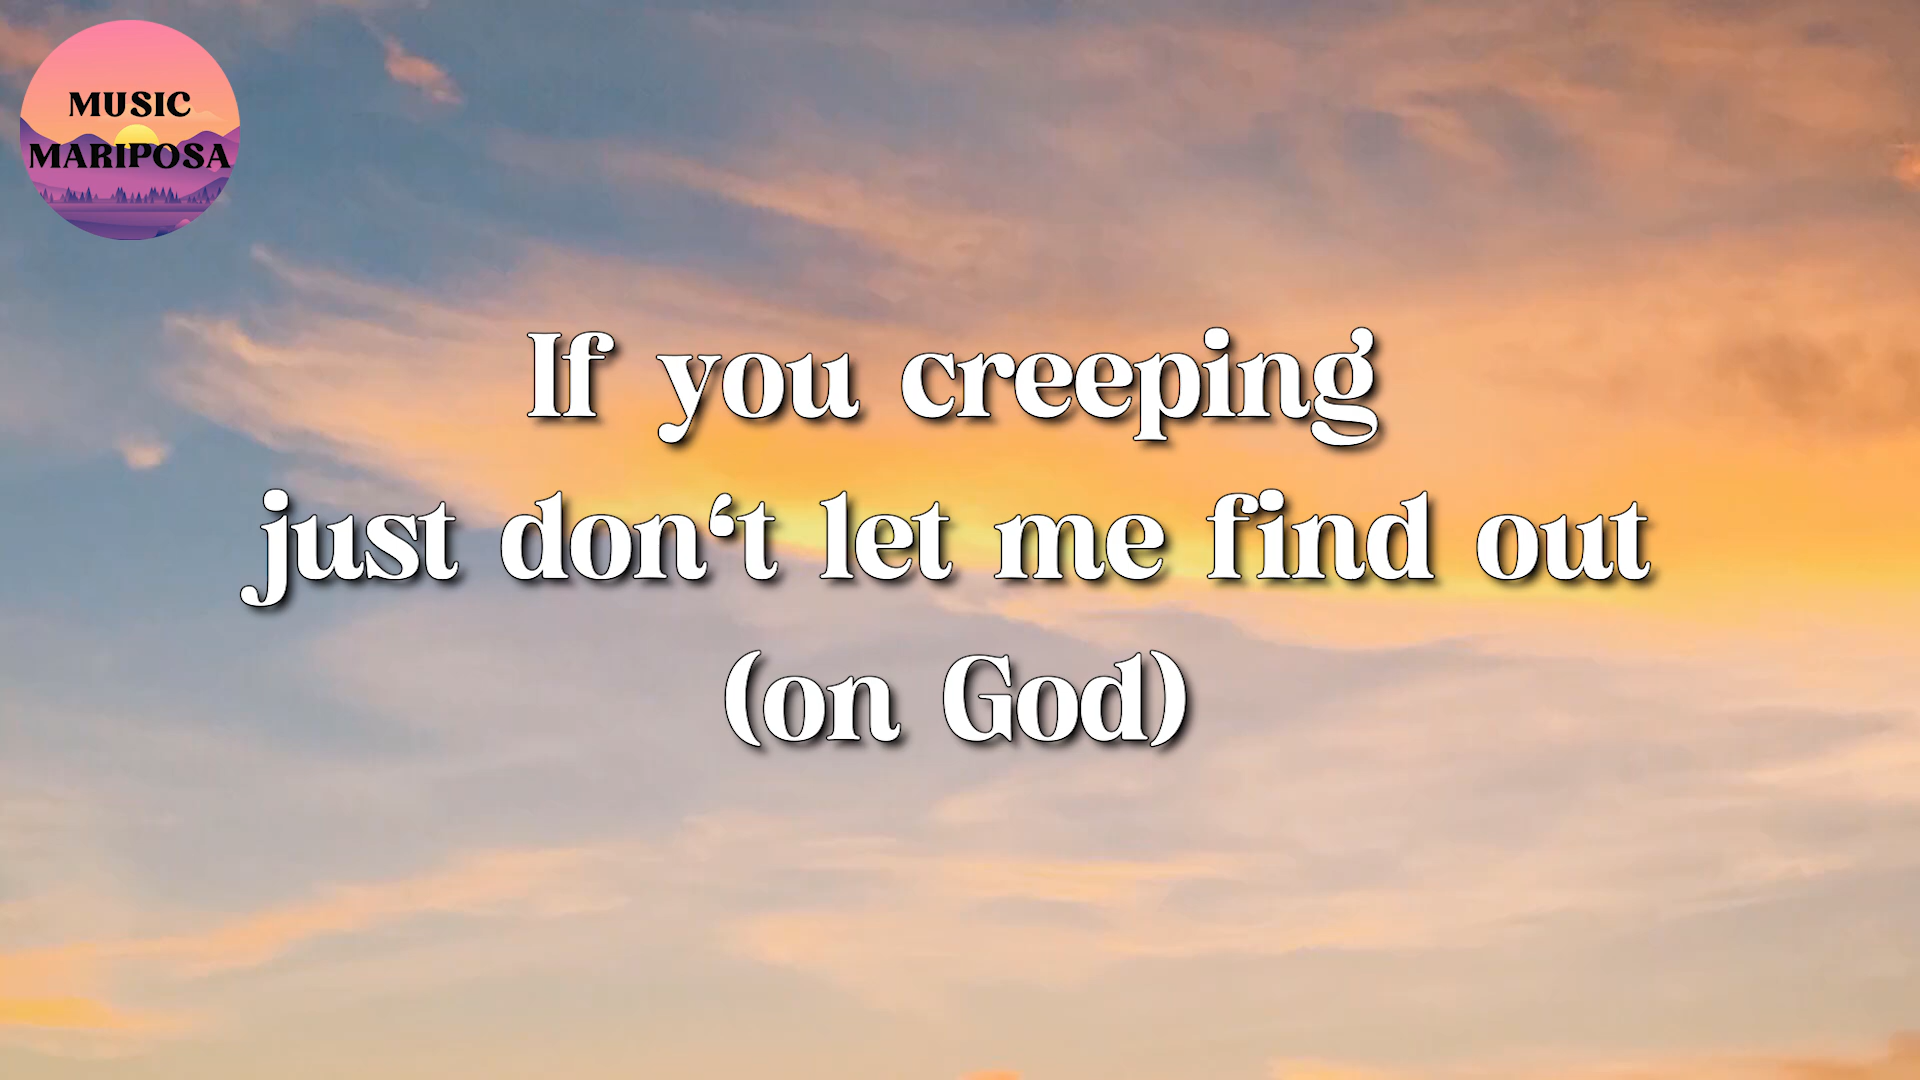 MUSIC
MARIPOSA
If you creeping
just don‘t let me find out
(on God)